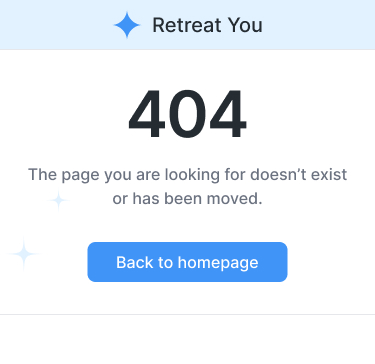 Retreat You
404
The page you are looking for doesn’t exist
or has been moved.
Back to homepage